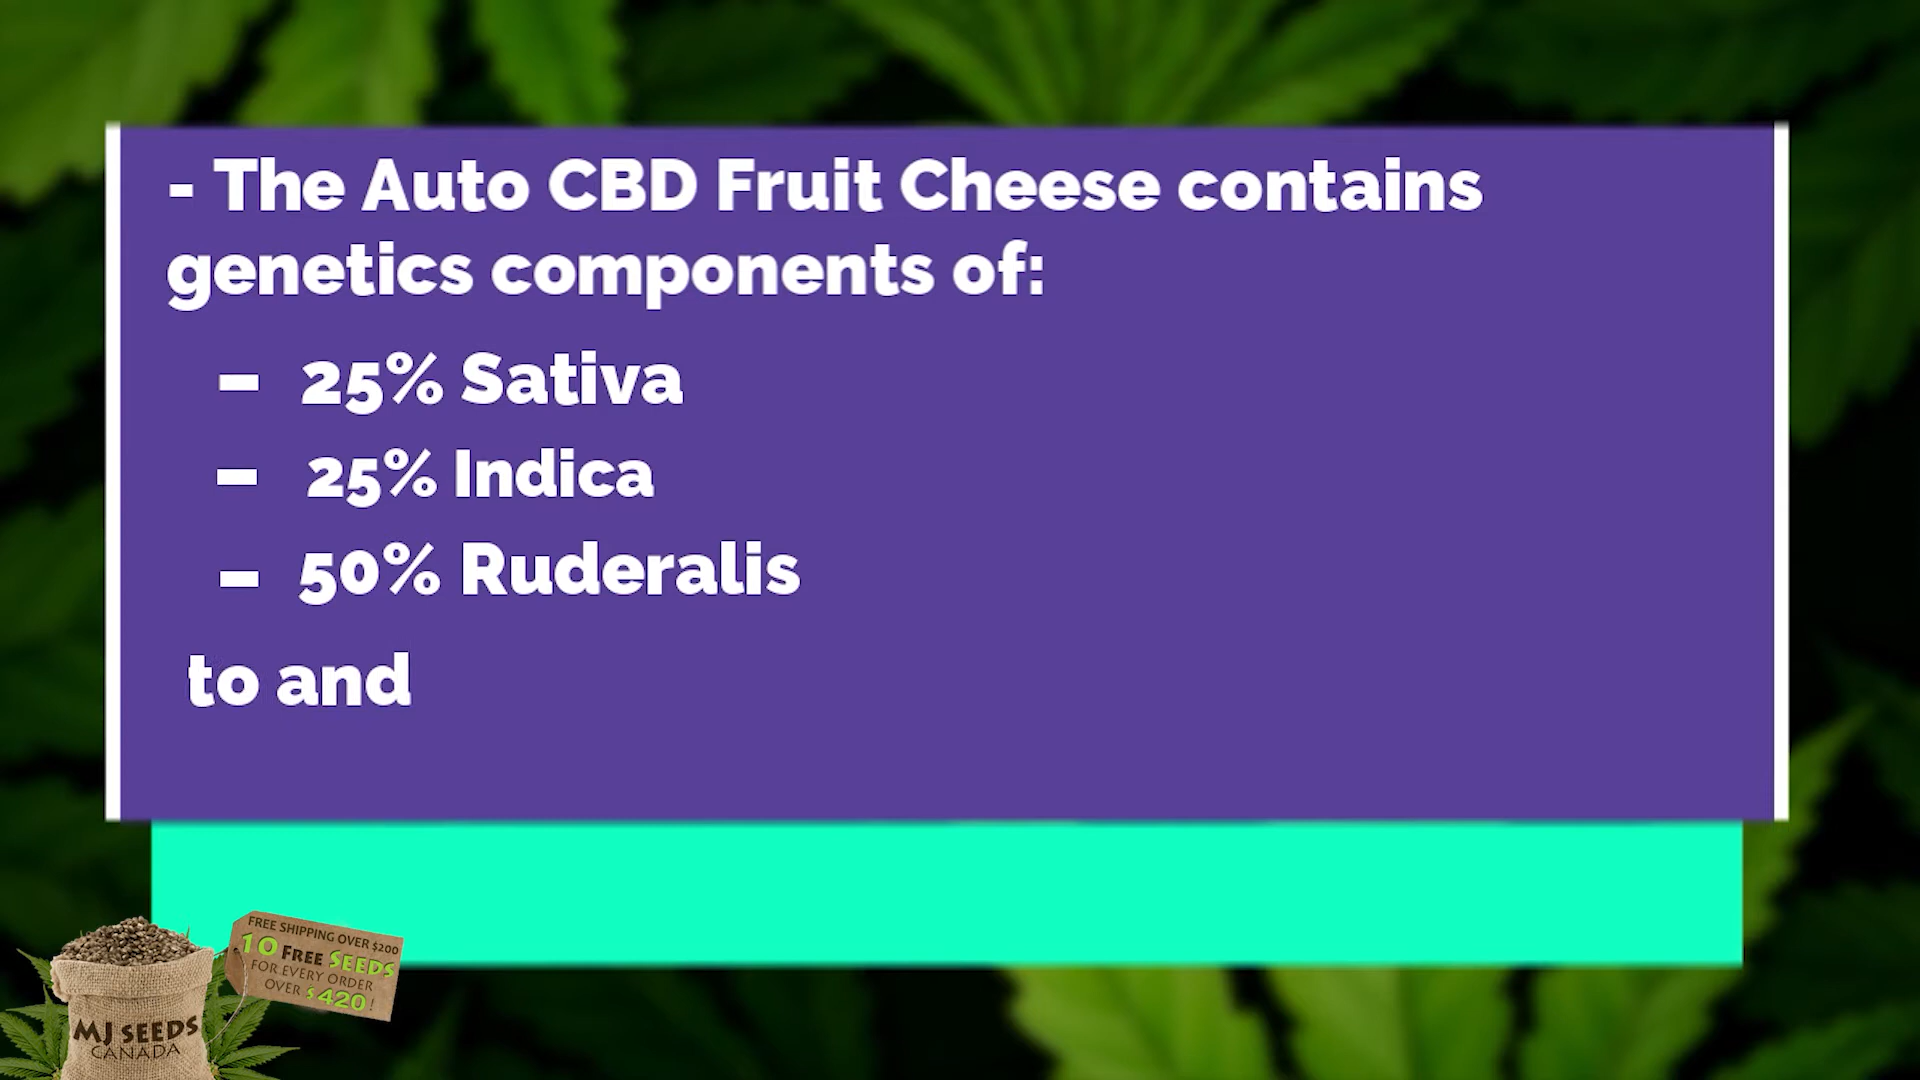 - The Auto CBD Fruit Cheese contains
genetics components of:
– 25% Sativa
– 25% Indica
– 50% Ruderalis
to and
FREE SHIPPING OVER $200
10 FREE SEEDS
FOR EVERY ORDER
OVER $420!
MJ SEEDS
CANADA